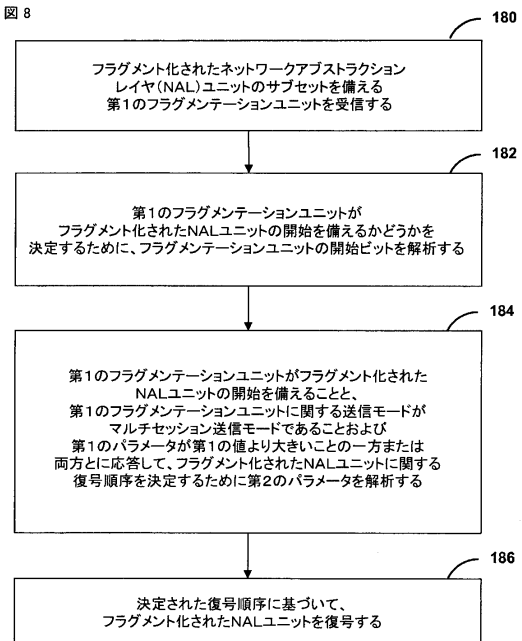 図 8
180
フラグメント化されたネットワークアブストラクション
レイヤ(NAL)ユニットのサブセットを備える
第1のフラグメンテーションユニットを受信する
182
第1のフラグメンテーションユニットが
フラグメント化されたNALユニットの開始を備えるかどうかを
決定するために、フラグメンテーションユニットの開始ビットを解析する
184
第1のフラグメンテーションユニットがフラグメント化された
NALユニットの開始を備えることと、
第1のフラグメンテーションユニットに関する送信モードが
マルチセッション送信モードであることおよび
第1のパラメータが第1の値より大きいことの一方または
両方とに応答して、フラグメント化されたNALユニットに関する
復号順序を決定するために第2のパラメータを解析する
186
決定された復号順序に基づいて、
フラグメント化されたNALユニットを復号する